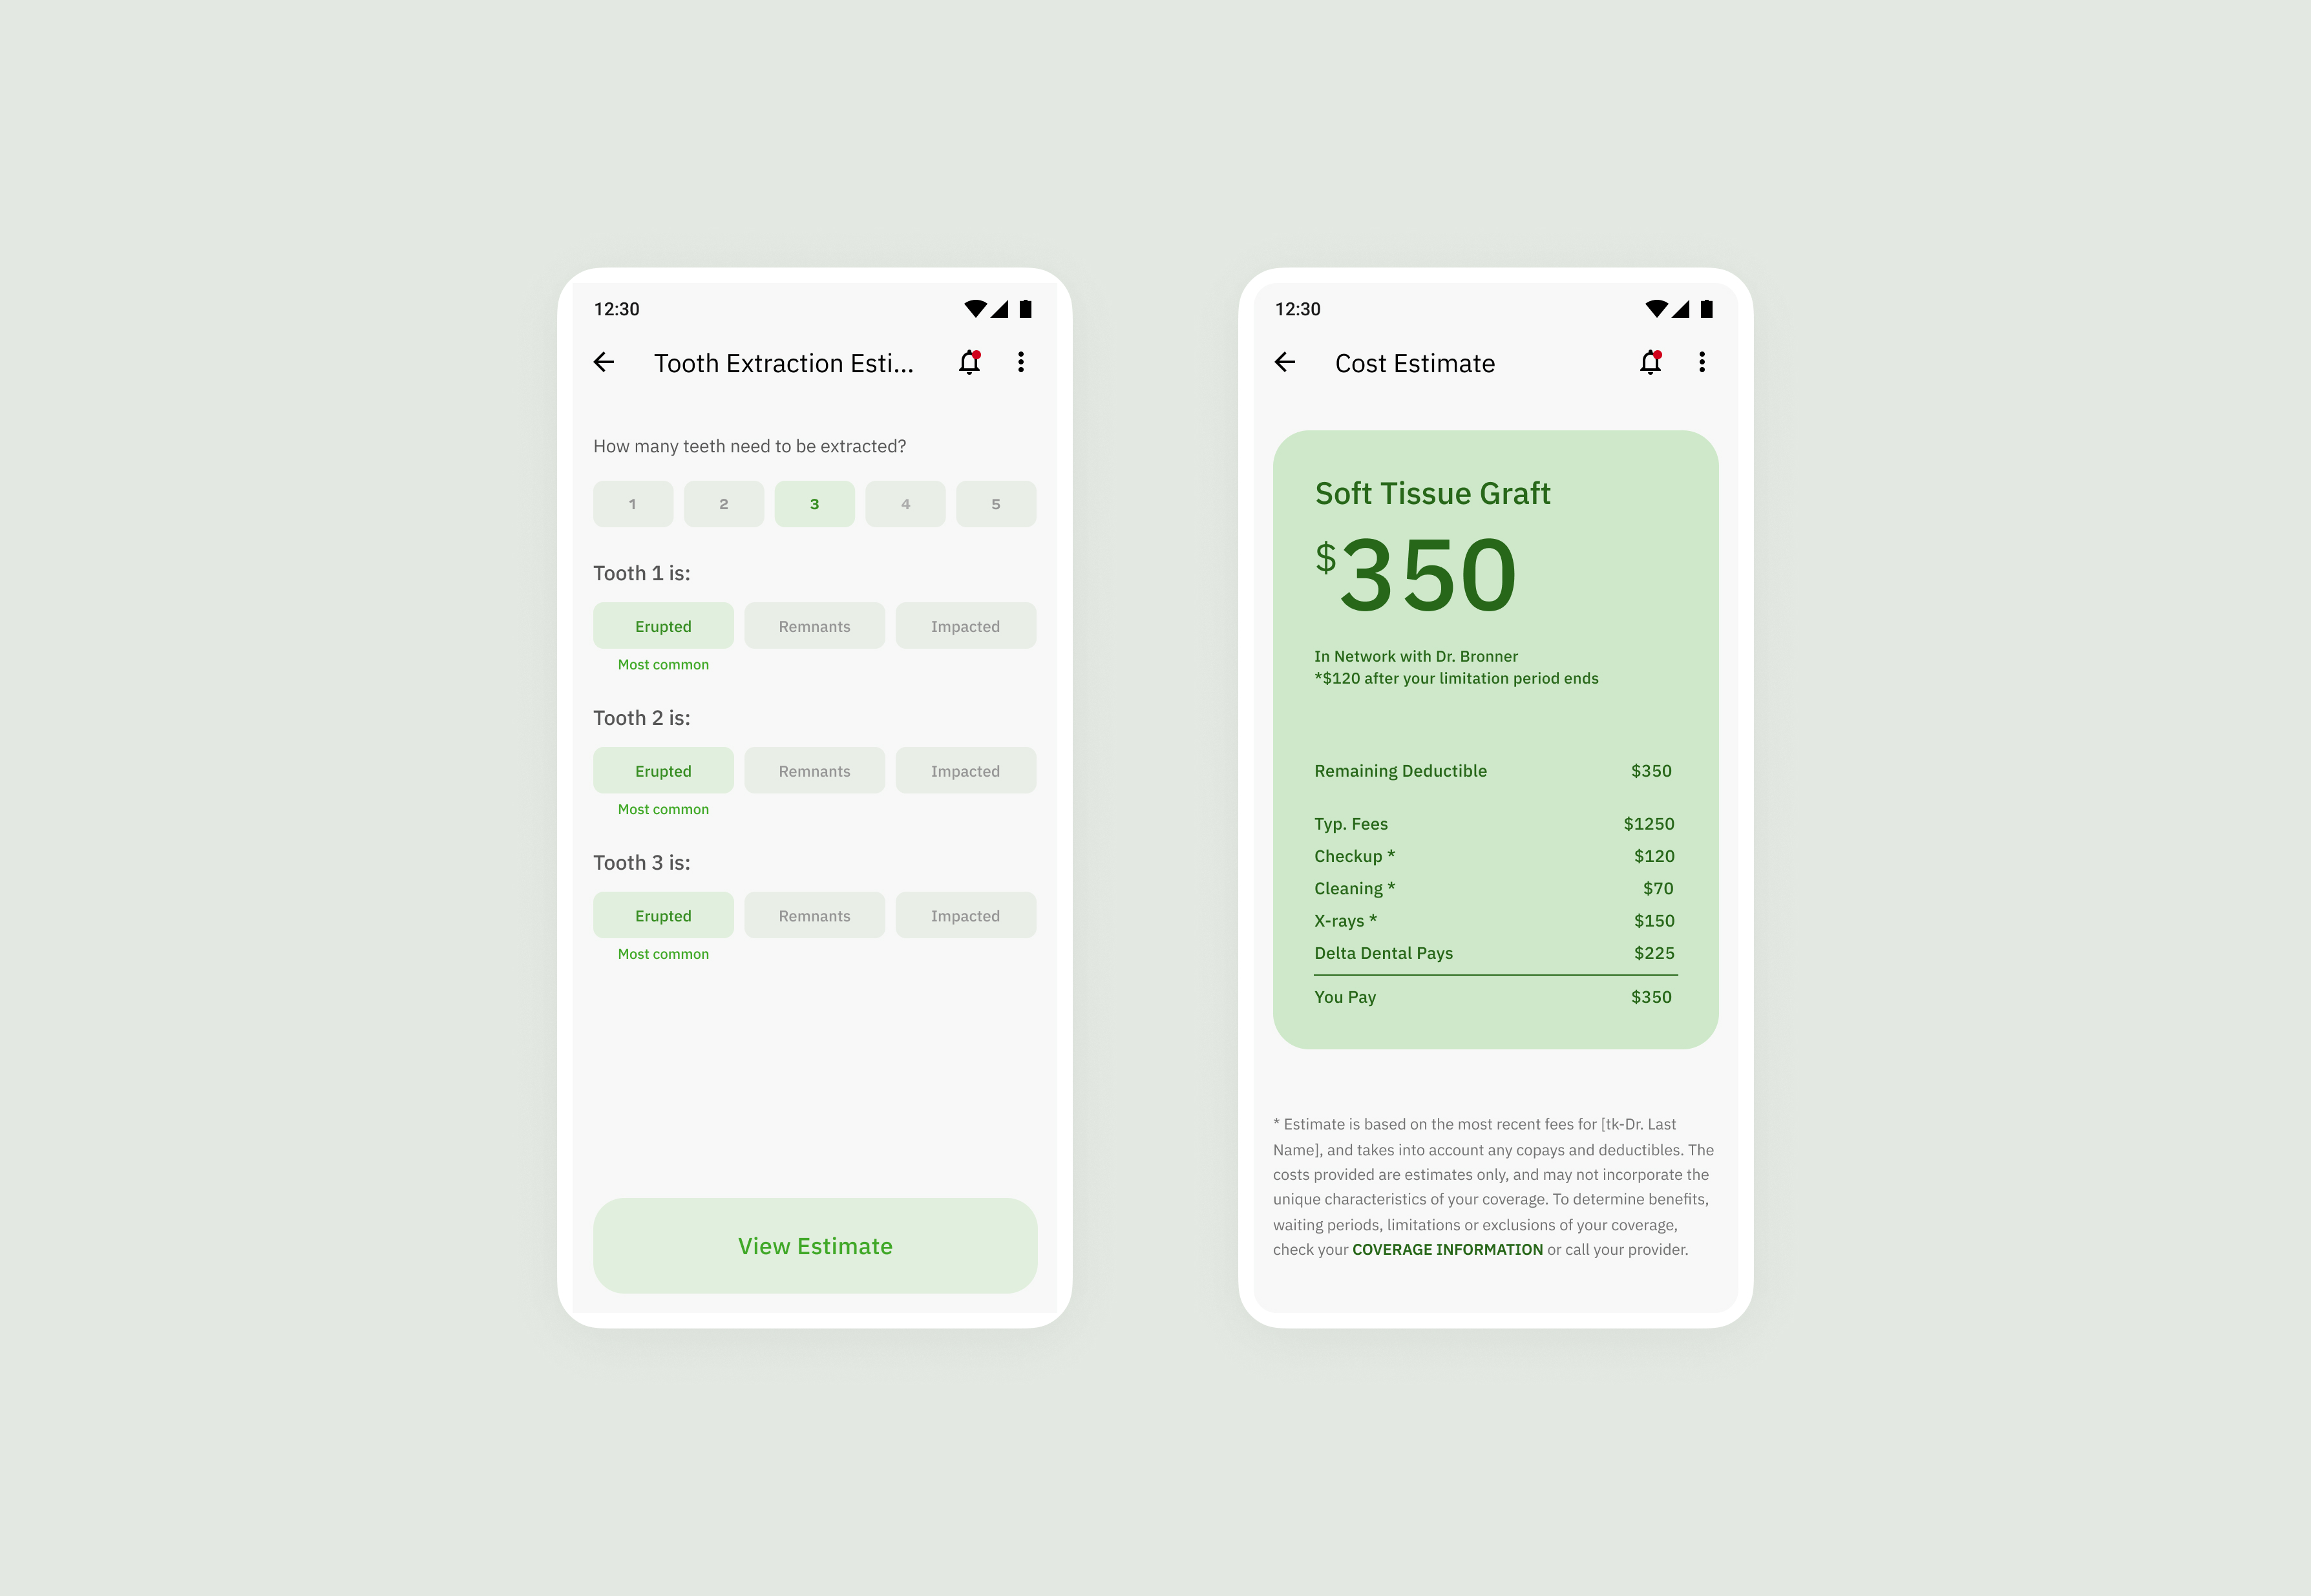 12:30
Tooth Extraction Esti...
How many teeth need to be extracted?
1 2 3 4 5
Tooth 1 is:
Erupted Remnants Impacted
Most common
Tooth 2 is:
Erupted Remnants Impacted
Most common
Tooth 3 is:
Erupted Remnants Impacted
Most common
View Estimate
12:30
Cost Estimate
Soft Tissue Graft
$350
In Network with Dr. Bronner
*$120 after your limitation period ends
Remaining Deductible $350
Typ. Fees $1250
Checkup * $120
Cleaning * $70
X-rays * $150
Delta Dental Pays $225
You Pay $350
* Estimate is based on the most recent fees for [tk-Dr. Last
Name], and takes into account any copays and deductibles. The
costs provided are estimates only, and may not incorporate the
unique characteristics of your coverage. To determine benefits,
waiting periods, limitations or exclusions of your coverage,
check your COVERAGE INFORMATION or call your provider.